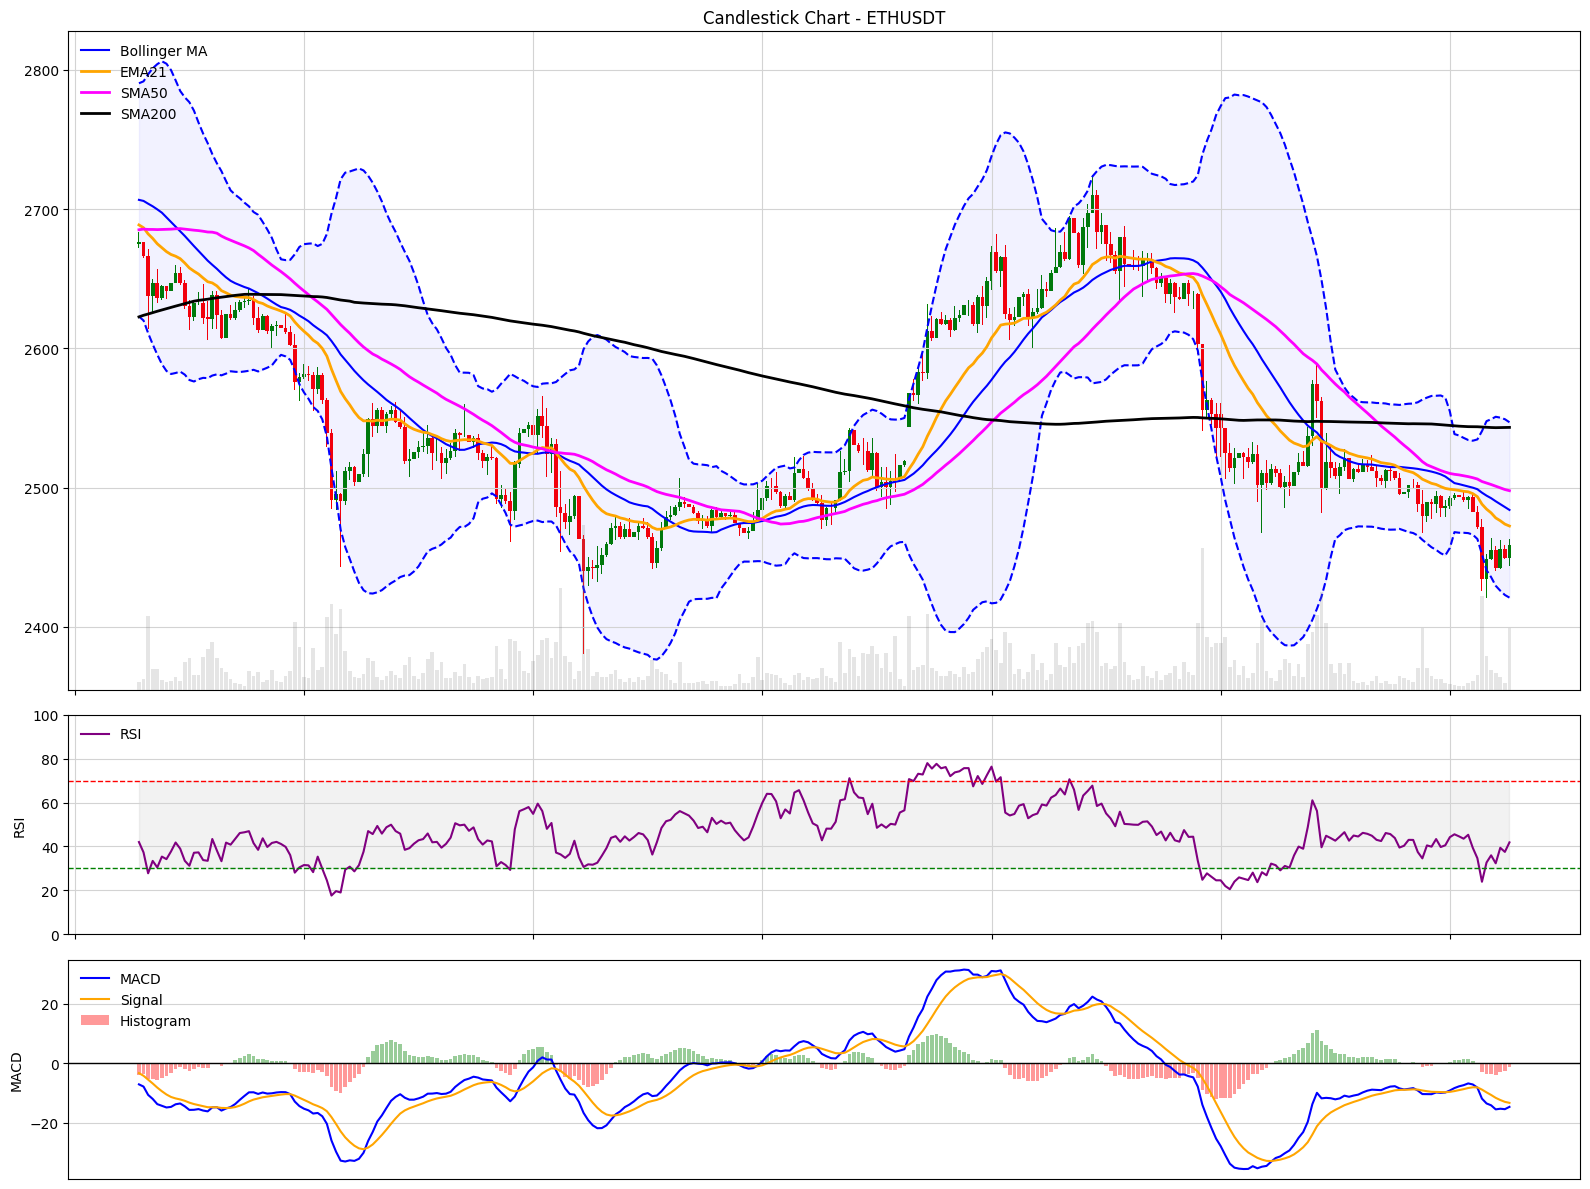 Candlestick Chart - ETHUSDT
Bollinger MA
EMA21
SMA50
SMA200
2800
2700
2600
2500
2400
RSI
100
80
60
40
20
0
RSI
MACD
Signal
Histogram
20
0
−20
MACD